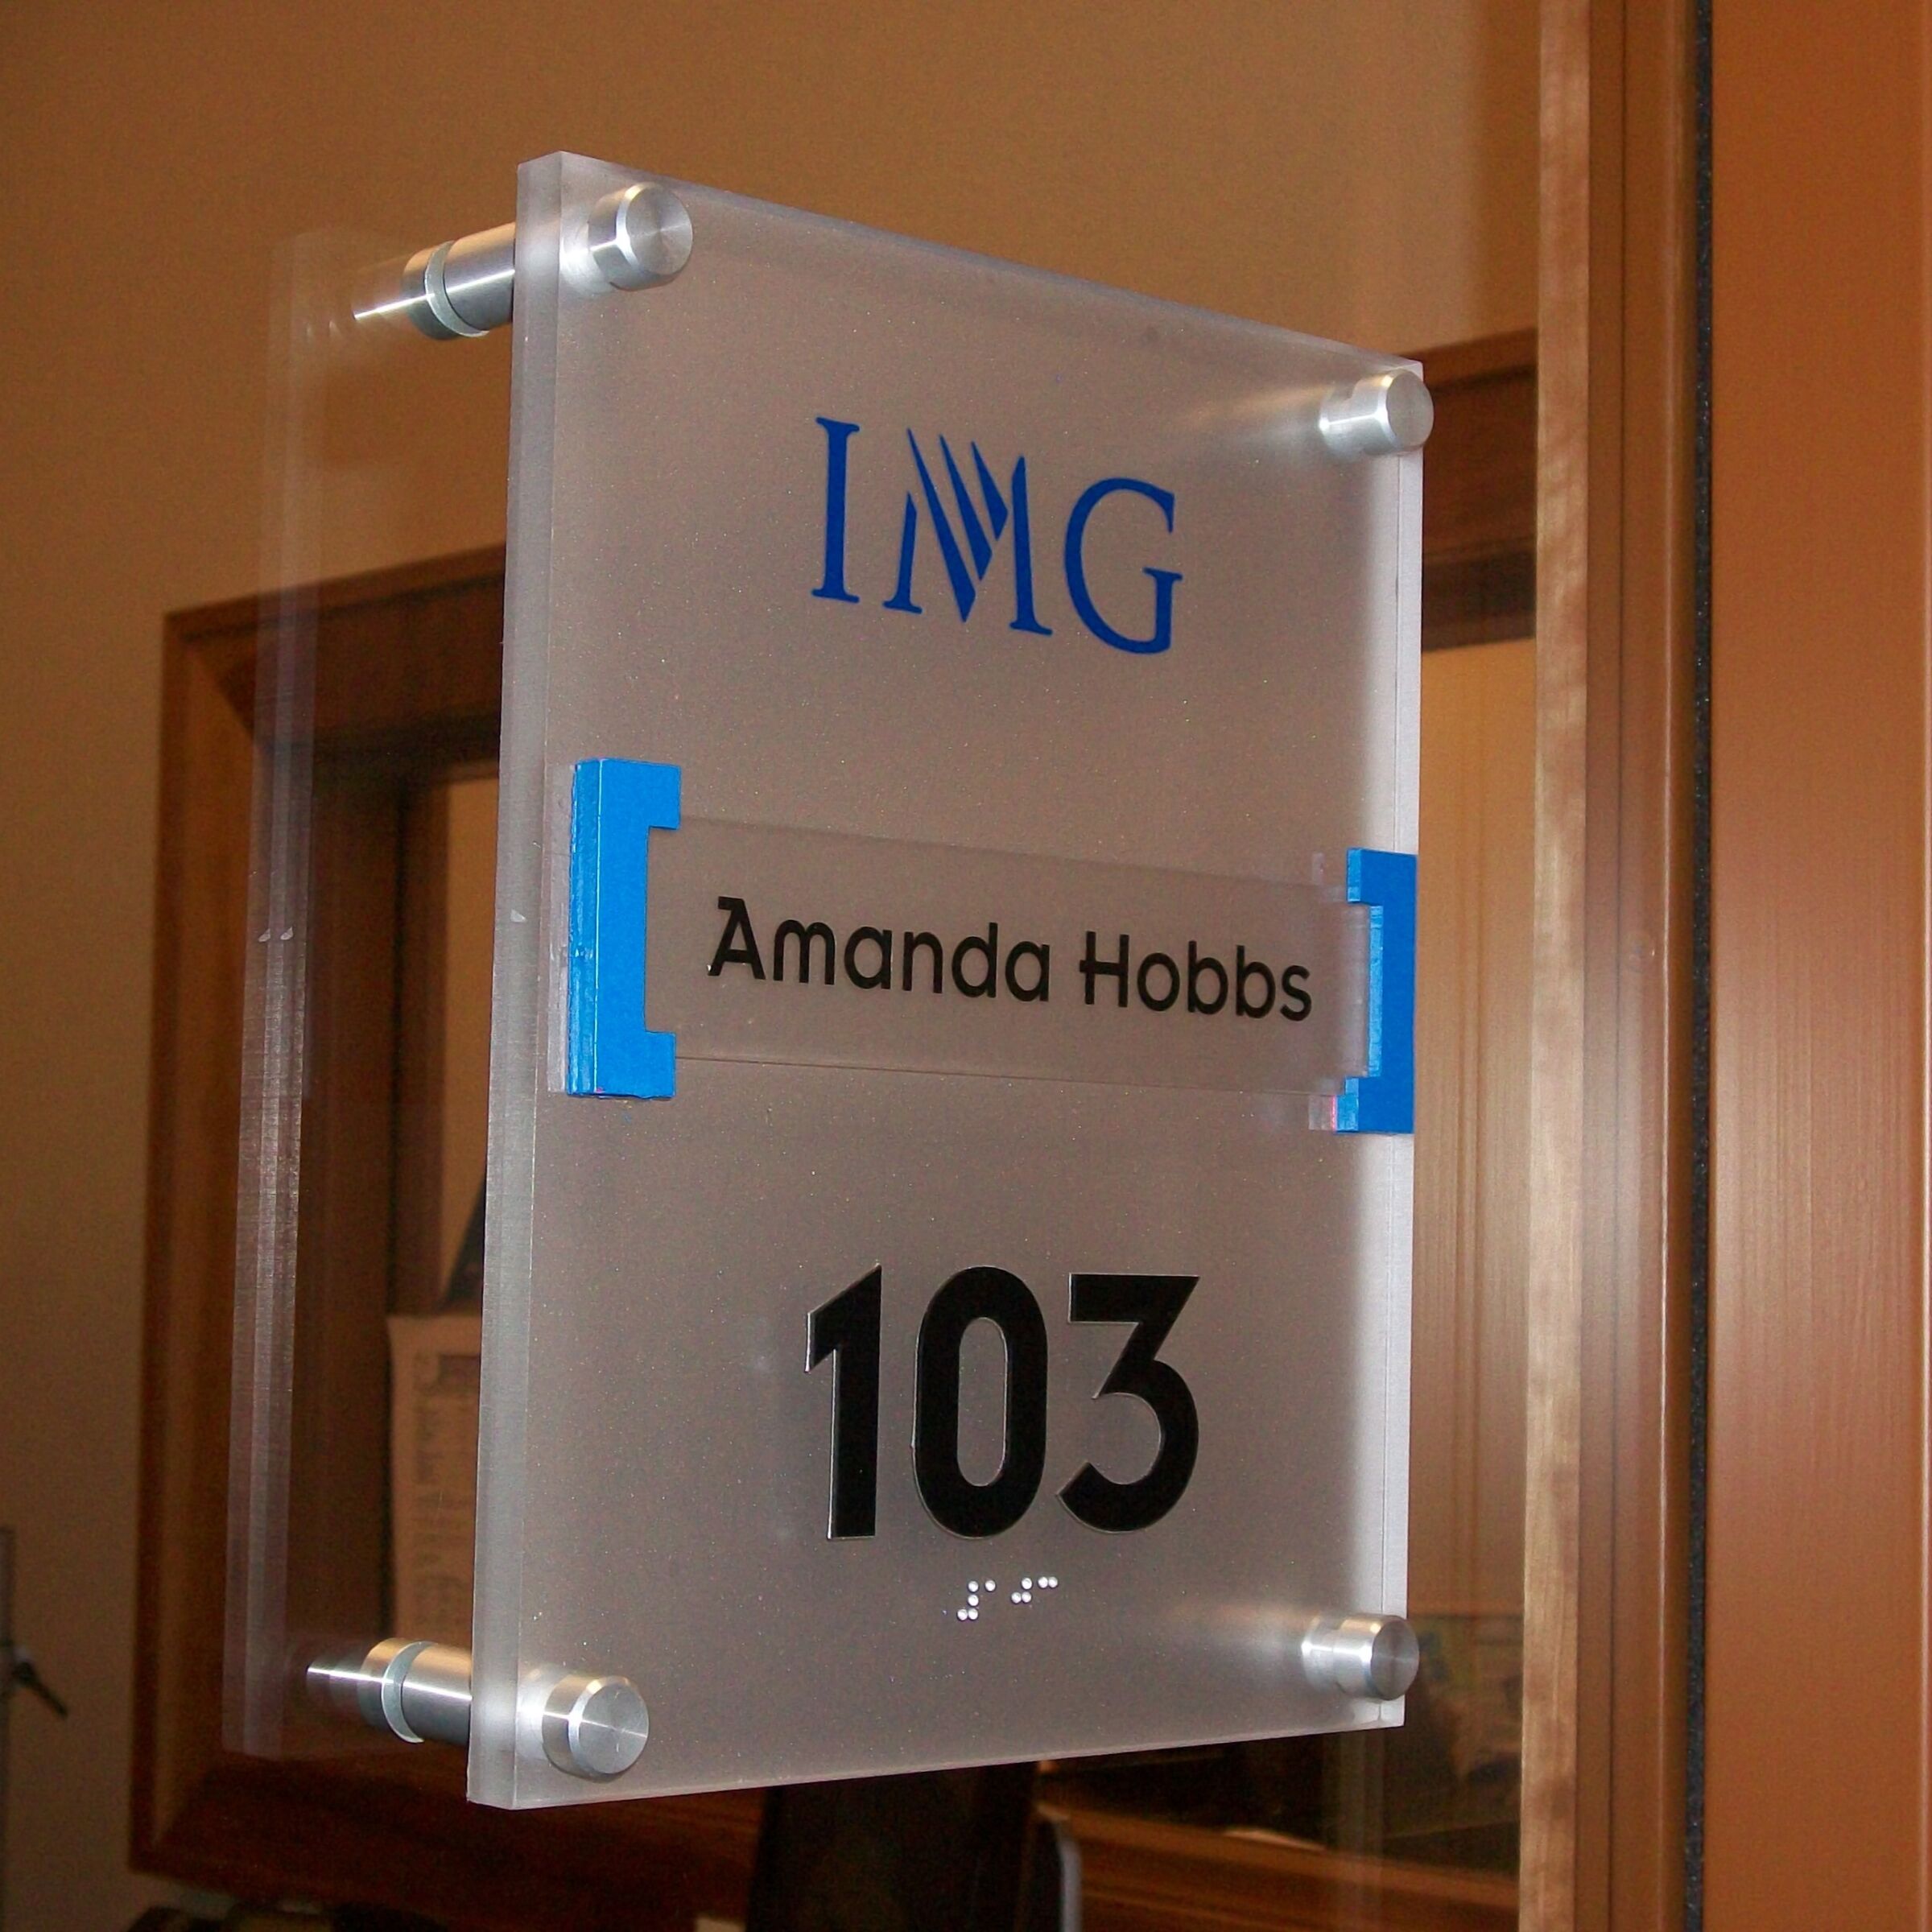 IMG
Amanda Hobbs
103
⠼⠁⠚⠉